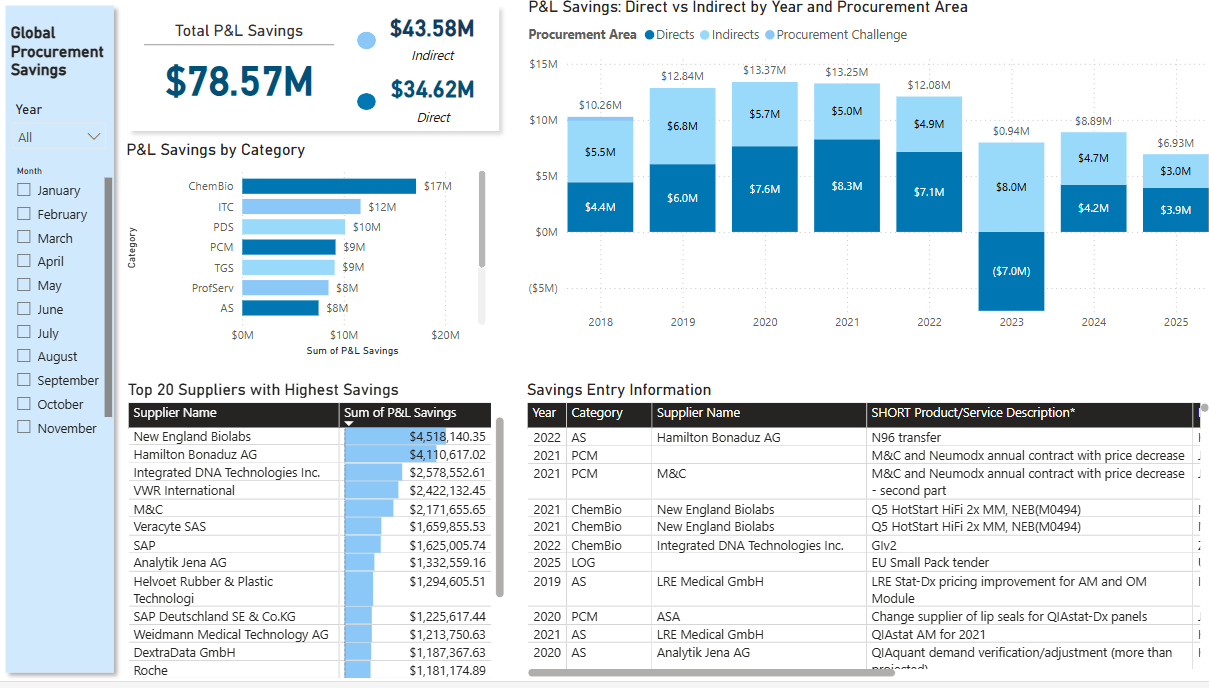 Global
Procurement
Savings
Year
All
Month
January
February
March
April
May
June
July
August
September
October
November
Total P&L Savings
$78.57M
$43.58M
Indirect
$34.62M
Direct
P&L Savings by Category
Category
ChemBio $17M
ITC $12M
PDS $10M
PCM $9M
TGS $9M
ProfServ $8M
AS $8M
$0M $10M $20M
Sum of P&L Savings
P&L Savings: Direct vs Indirect by Year and Procurement Area
Procurement Area Directs Indirects Procurement Challenge
$15M
$10M
$5M
$0M
($5M)
$10.26M $12.84M $13.37M $13.25M $12.08M $0.94M $8.89M $6.93M
$5.5M $6.8M $5.7M $5.0M $4.9M $8.0M $4.7M $3.0M
$4.4M $6.0M $7.6M $8.3M $7.1M ($7.0M) $4.2M $3.9M
2018 2019 2020 2021 2022 2023 2024 2025
Top 20 Suppliers with Highest Savings
Supplier Name Sum of P&L Savings
New England Biolabs $4,518,140.35
Hamilton Bonaduz AG $4,110,617.02
Integrated DNA Technologies Inc. $2,578,552.61
VWR International $2,422,132.45
M&C $2,171,655.65
Veracyte SAS $1,659,855.53
SAP $1,625,005.74
Analytik Jena AG $1,332,559.16
Helvoet Rubber & Plastic $1,294,605.51
Technologi
SAP Deutschland SE & Co.KG $1,225,617.44
Weidmann Medical Technology AG $1,213,750.63
DextraData GmbH $1,187,367.63
Roche $1,181,174.89
Savings Entry Information
Year Category Supplier Name SHORT Product/Service Description*
2022 AS Hamilton Bonaduz AG N96 transfer
2021 PCM M&C and Neumodx annual contract with price decrease
2021 PCM M&C M&C and Neumodx annual contract with price decrease
- second part
2021 ChemBio New England Biolabs Q5 HotStart HiFi 2x MM, NEB(M0494)
2021 ChemBio New England Biolabs Q5 HotStart HiFi 2x MM, NEB(M0494)
2022 ChemBio Integrated DNA Technologies Inc. GIv2
2025 LOG EU Small Pack tender
2019 AS LRE Medical GmbH LRE Stat-Dx pricing improvement for AM and OM
Module
2020 PCM ASA Change supplier of lip seals for QIAstat-Dx panels
2021 AS LRE Medical GmbH QIAstat AM for 2021
2020 AS Analytik Jena AG QIAquant demand verification/adjustment (more than
projected)